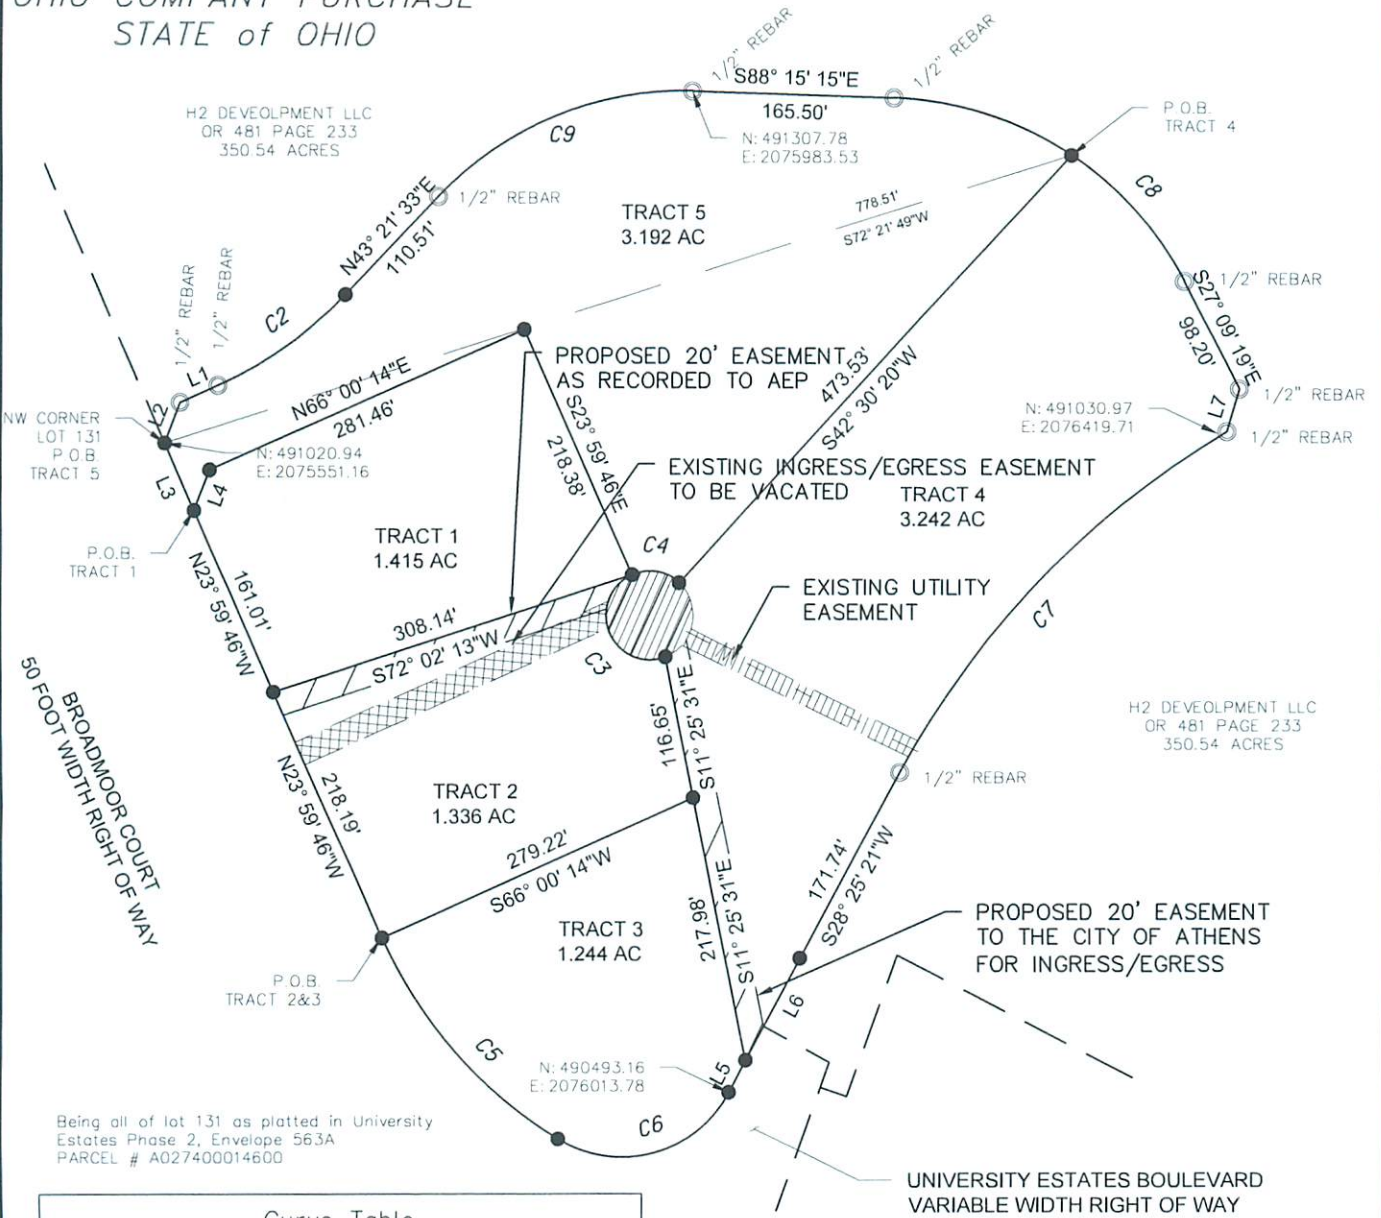 OHIO COMPANY PURCHASE
STATE of OHIO
H2 DEVEOLPMENT LLC
OR 481 PAGE 233
350.54 ACRES
1/2" REBAR
S88° 15' 15"E
165.50'
1/2" REBAR
N: 491307.78
E: 2075983.53
P.O.B.
TRACT 4
C9
C8
1/2" REBAR
N43° 21' 33"E
110.51'
TRACT 5
3.192 AC
778.51'
S72° 21' 49"W
1/2" REBAR
S27° 09' 19"E
98.20'
1/2" REBAR
1/2" REBAR
C2
L1
L2
PROPOSED 20' EASEMENT
AS RECORDED TO AEP
473.53'
S42° 30' 20"W
1/2" REBAR
L7
1/2" REBAR
N: 491030.97
E: 2076419.71
N66° 00' 14"E
281.46'
NW CORNER
LOT 131
P.O.B.
TRACT 5
N: 491020.94
E: 2075551.16
L3
L4
S23° 59' 46"E
218.38'
EXISTING INGRESS/EGRESS EASEMENT
TO BE VACATED
TRACT 4
3.242 AC
TRACT 1
1.415 AC
P.O.B.
TRACT 1
C4
161.01'
N23° 59' 46"W
EXISTING UTILITY
EASEMENT
C7
308.14'
S72° 02' 13"W
C3
BROADMOOR COURT
50 FOOT WIDTH RIGHT OF WAY
116.65'
S11° 25' 31"E
H2 DEVEOLPMENT LLC
OR 481 PAGE 233
350.54 ACRES
218.19'
N23° 59' 46"W
TRACT 2
1.336 AC
1/2" REBAR
279.22'
S66° 00' 14"W
171.74'
S28° 25' 21"W
TRACT 3
1.244 AC
217.98'
S11° 25' 31"E
PROPOSED 20' EASEMENT
TO THE CITY OF ATHENS
FOR INGRESS/EGRESS
P.O.B.
TRACT 2&3
L6
C5
N: 490493.16
E: 2076013.78
L5
C6
Being all of lot 131 as platted in University
Estates Phase 2, Envelope 563A
PARCEL # A027400014600
UNIVERSITY ESTATES BOULEVARD
VARIABLE WIDTH RIGHT OF WAY
Curve Table